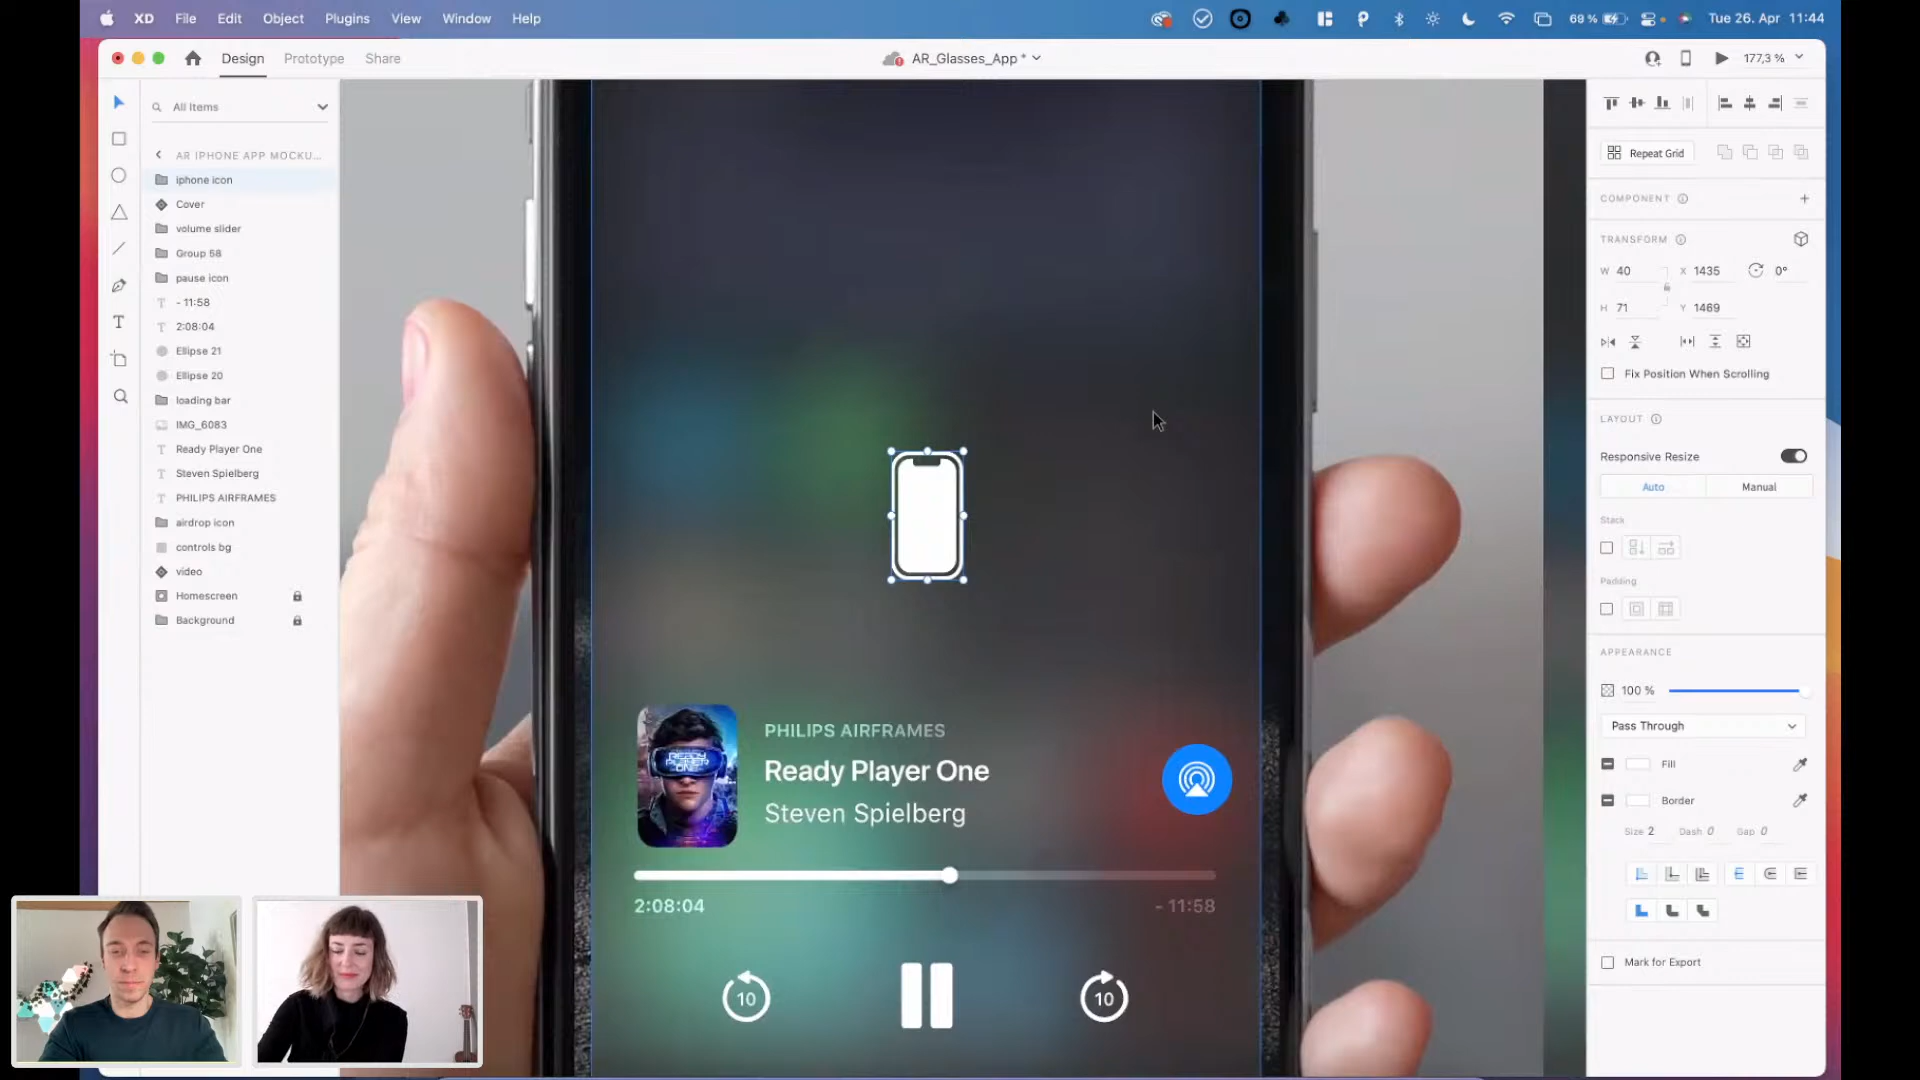 XD File Edit Object Plugins View Window Help
69 % Tue 26. Apr 11:44
Design Prototype Share
AR_Glasses_App *
177,3 %
All Items
AR IPHONE APP MOCKU...
iphone icon
Cover
volume slider
Group 58
pause icon
- 11:58
2:08:04
Ellipse 21
Ellipse 20
loading bar
IMG_6083
Ready Player One
Steven Spielberg
PHILIPS AIRFRAMES
airdrop icon
controls bg
video
Homescreen
Background
READY
PLAYER
ONE
PHILIPS AIRFRAMES
Ready Player One
Steven Spielberg
2:08:04
- 11:58
10
10
Repeat Grid
COMPONENT
TRANSFORM
W 40 X 1435 0°
H 71 Y 1469
Fix Position When Scrolling
LAYOUT
Responsive Resize
Auto Manual
Stack
Padding
APPEARANCE
100 %
Pass Through
Fill
Border
Size 2 Dash 0 Gap 0
Mark for Export